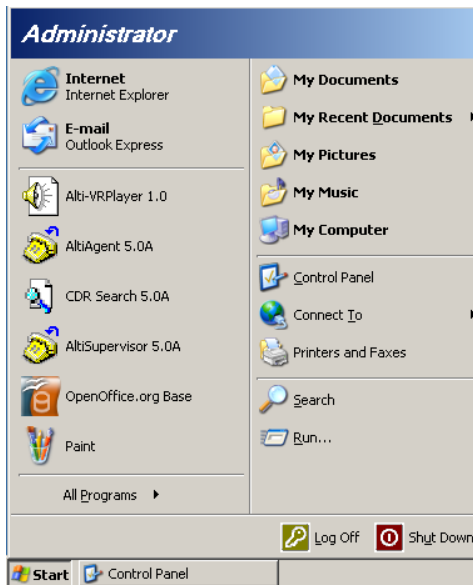 Administrator
Internet
Internet Explorer
E-mail
Outlook Express
Alti-VRPlayer 1.0
AltiAgent 5.0A
CDR Search 5.0A
AltiSupervisor 5.0A
OpenOffice.org Base
Paint
All Programs
My Documents
My Recent Documents
My Pictures
My Music
My Computer
Control Panel
Connect To
Printers and Faxes
Search
Run...
Log Off
Shut Down
Start
Control Panel